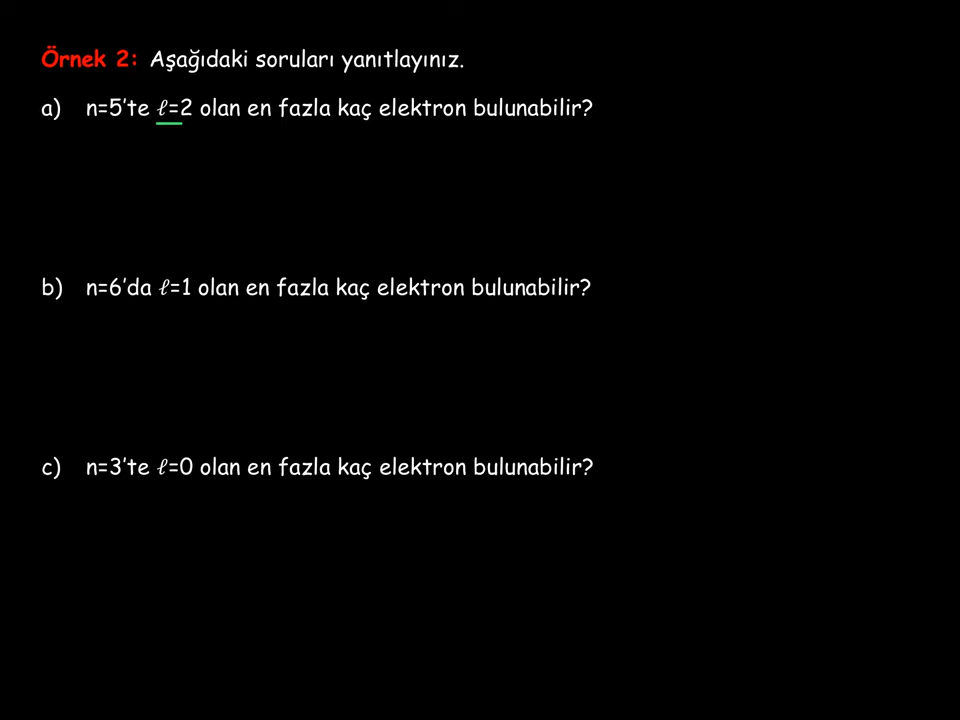 Örnek 2: Aşağıdaki soruları yanıtlayınız.
a) n=5'te ℓ=2 olan en fazla kaç elektron bulunabilir?
b) n=6'da ℓ=1 olan en fazla kaç elektron bulunabilir?
c) n=3'te ℓ=0 olan en fazla kaç elektron bulunabilir?